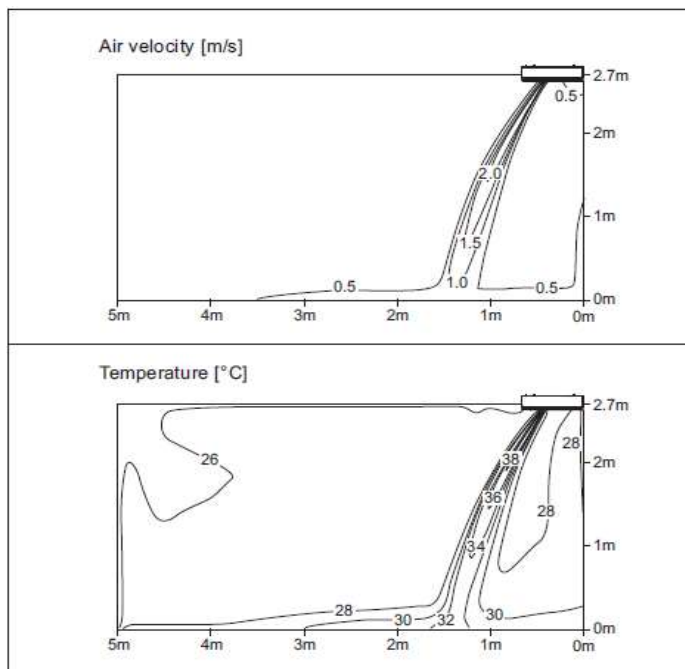 Air velocity [m/s]
2.7m
0.5
2m
2.0
1m
1.5
1.0
0.5
0.5
0m
5m 4m 3m 2m 1m 0m
Temperature [°C]
2.7m
28
26
38
2m
36
28
34
1m
28
30
32
30
0m
5m 4m 3m 2m 1m 0m